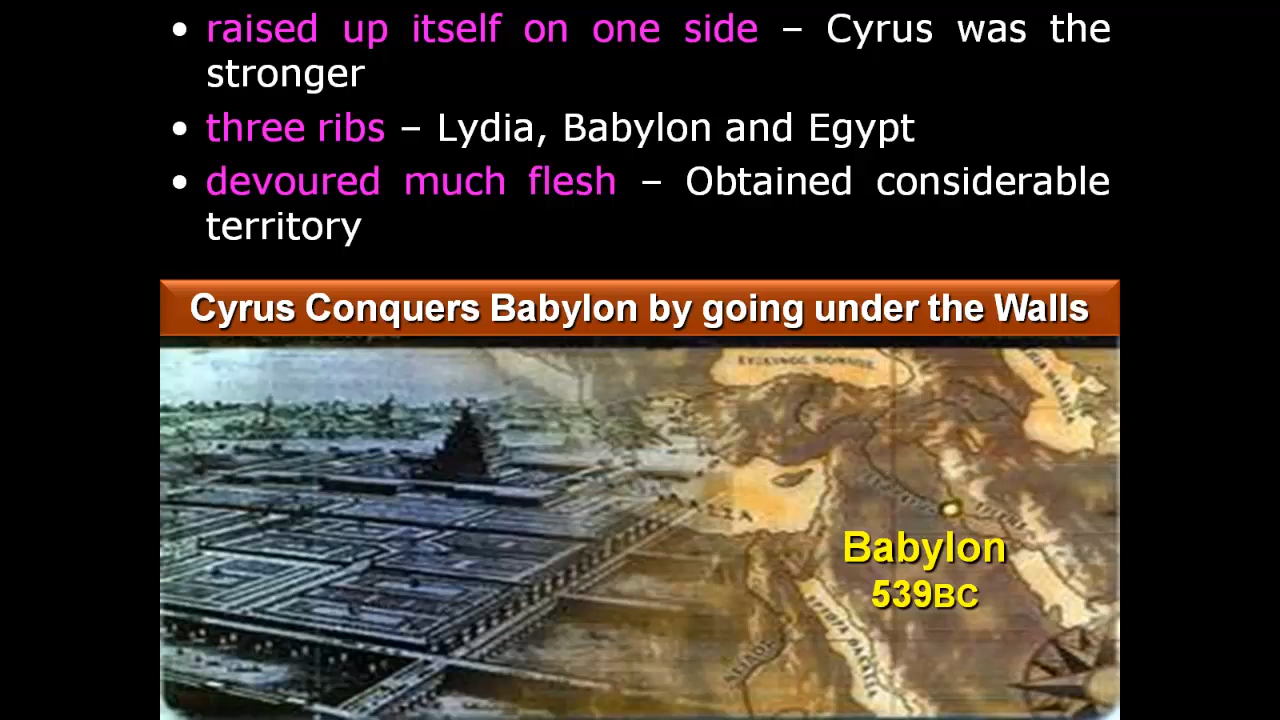 • raised up itself on one side – Cyrus was the
stronger
• three ribs – Lydia, Babylon and Egypt
• devoured much flesh – Obtained considerable
territory
Cyrus Conquers Babylon by going under the Walls
Babylon
539BC